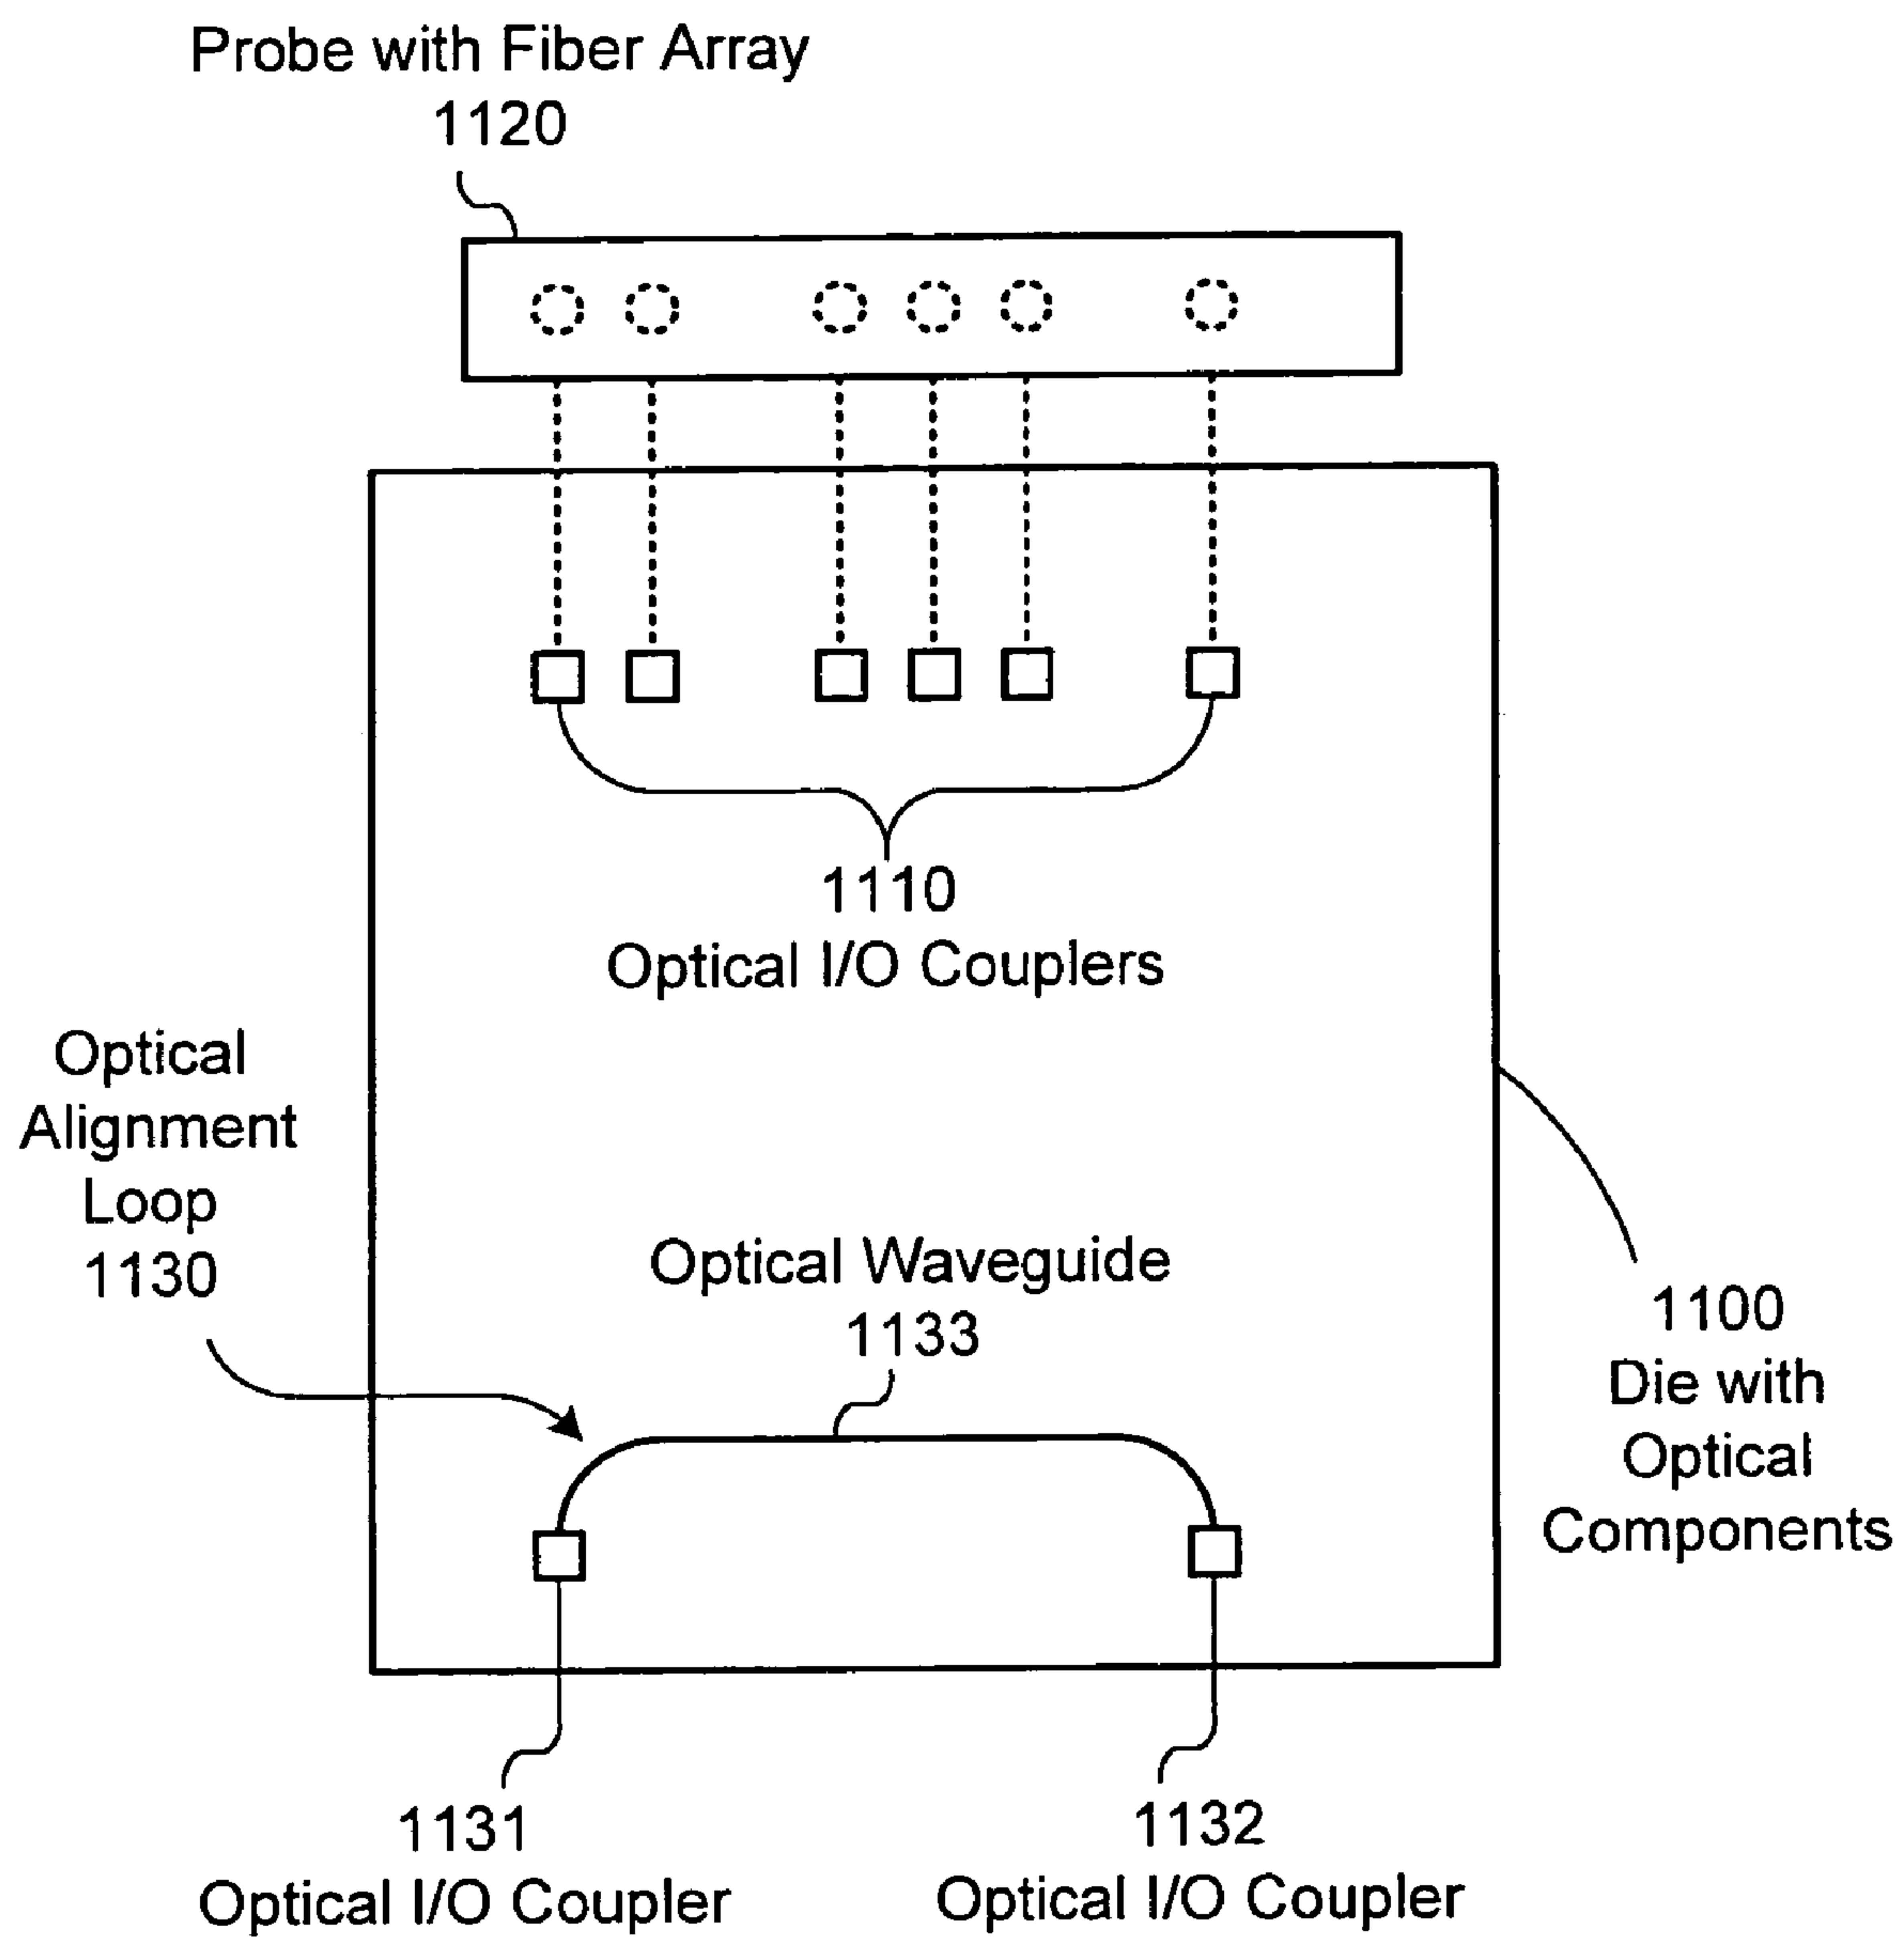 Probe with Fiber Array
1120
1110
Optical I/O Couplers
Optical
Alignment
Loop
1130
Optical Waveguide
1133
1100
Die with
Optical
Components
1131
Optical I/O Coupler
1132
Optical I/O Coupler